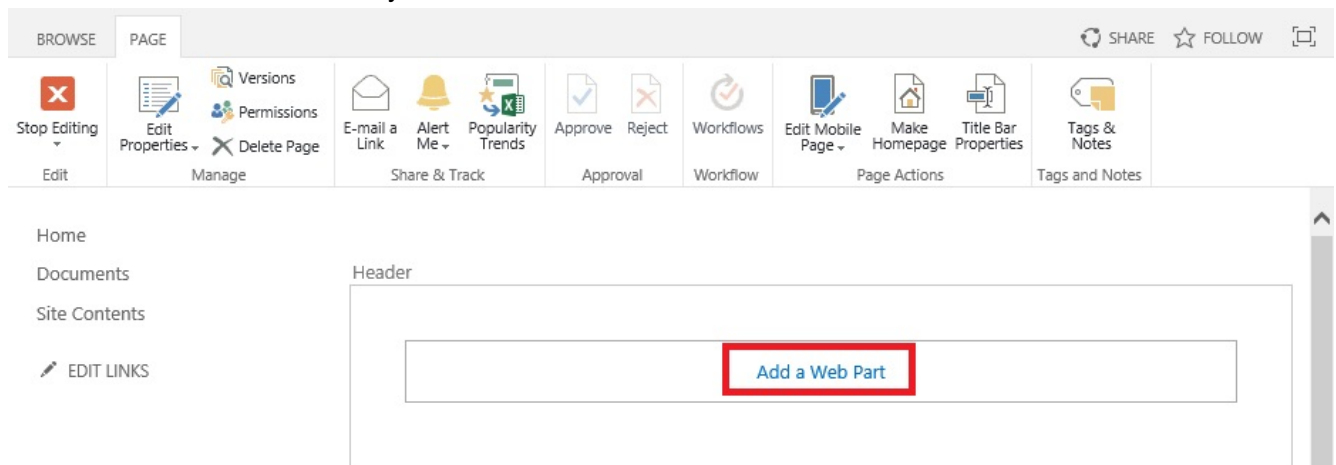 BROWSE PAGE SHARE FOLLOW
Stop Editing
Edit
Edit Properties
Versions
Permissions
Delete Page
Manage
E-mail a Link
Alert Me
Popularity Trends
Share & Track
Approve
Reject
Approval
Workflows
Workflow
Edit Mobile Page
Make Homepage
Title Bar Properties
Page Actions
Tags & Notes
Tags and Notes
Home
Documents
Site Contents
EDIT LINKS
Header
Add a Web Part